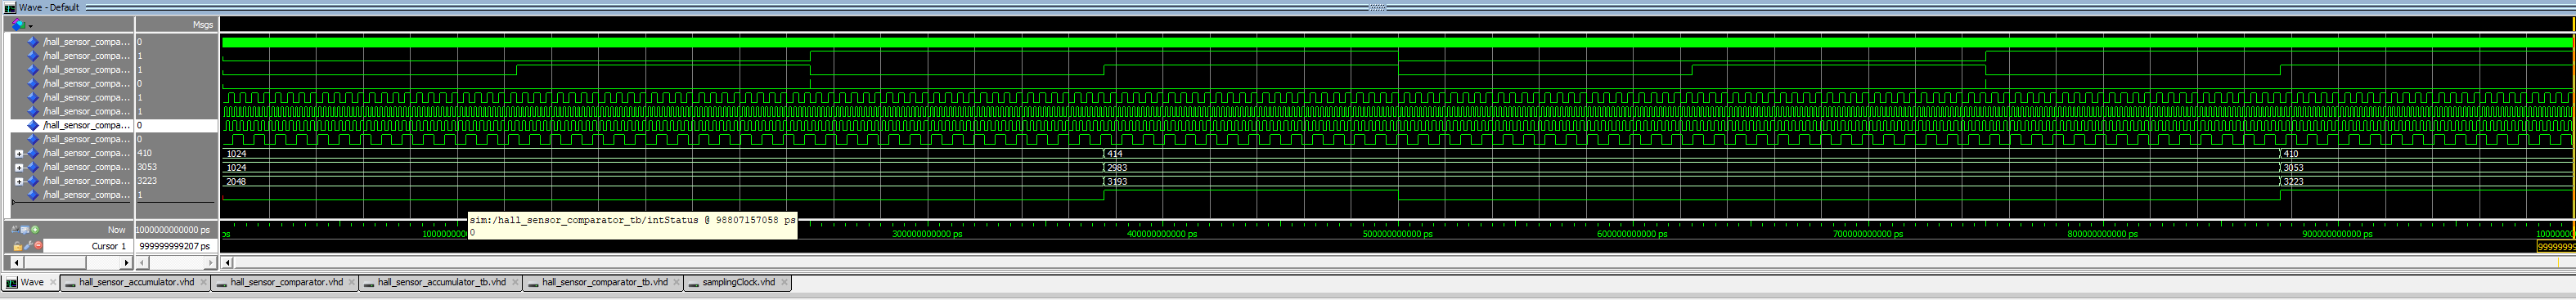 Wave - Default
Msgs
/hall_sensor_compa... 0
/hall_sensor_compa... 1
/hall_sensor_compa... 1
/hall_sensor_compa... 0
/hall_sensor_compa... 1
/hall_sensor_compa... 1
/hall_sensor_compa... 0
/hall_sensor_compa... 0
/hall_sensor_compa... 410 1024 414 410
/hall_sensor_compa... 3053 1024 2983 3053
/hall_sensor_compa... 3223 2048 3193 3223
/hall_sensor_compa... 1
sim:/hall_sensor_comparator_tb/intStatus @ 98807157058 ps
0
Now 1000000000000 ps ps 300000000000 ps 400000000000 ps 500000000000 ps 600000000000 ps 700000000000 ps 800000000000 ps 900000000000 ps
Cursor 1 999999999207 ps
Wave hall_sensor_accumulator.vhd hall_sensor_comparator.vhd hall_sensor_accumulator_tb.vhd hall_sensor_comparator_tb.vhd samplingClock.vhd